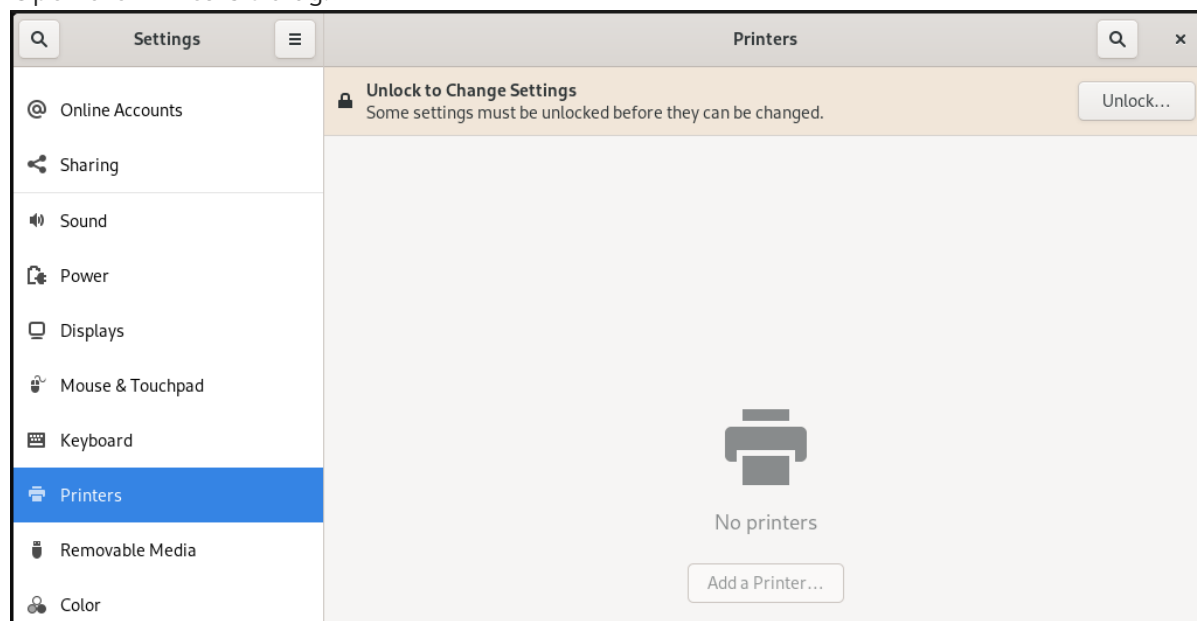 Settings
Printers
Unlock to Change Settings
Some settings must be unlocked before they can be changed.
Unlock...
Online Accounts
Sharing
Sound
Power
Displays
Mouse & Touchpad
Keyboard
Printers
Removable Media
Color
No printers
Add a Printer...